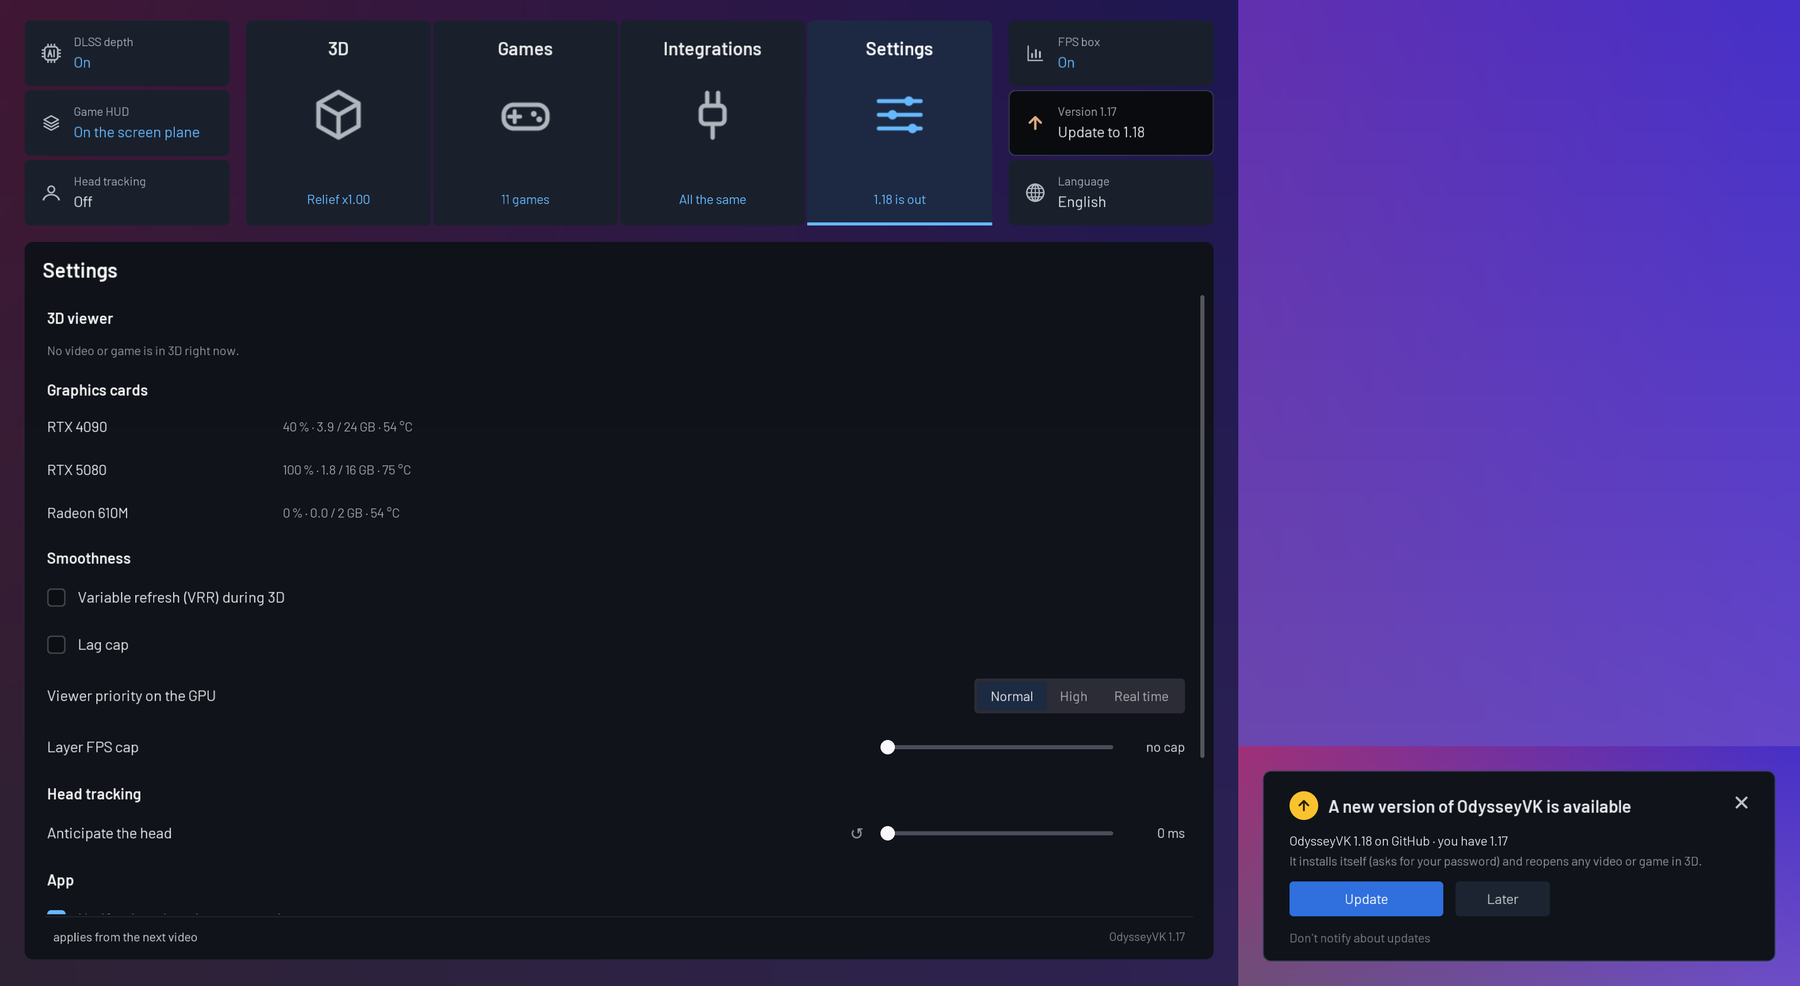 DLSS depth
On
Game HUD
On the screen plane
Head tracking
Off
3D
Relief x1.00
Games
11 games
Integrations
All the same
Settings
1.18 is out
FPS box
On
Version 1.17
Update to 1.18
Language
English
Settings
3D viewer
No video or game is in 3D right now.
Graphics cards
RTX 4090 40 % · 3.9 / 24 GB · 54 °C
RTX 5080 100 % · 1.8 / 16 GB · 75 °C
Radeon 610M 0 % · 0.0 / 2 GB · 54 °C
Smoothness
Variable refresh (VRR) during 3D
Lag cap
Viewer priority on the GPU Normal High Real time
Layer FPS cap no cap
Head tracking
Anticipate the head 0 ms
App
applies from the next video OdysseyVK 1.17
A new version of OdysseyVK is available
OdysseyVK 1.18 on GitHub · you have 1.17
It installs itself (asks for your password) and reopens any video or game in 3D.
Update Later
Don't notify about updates